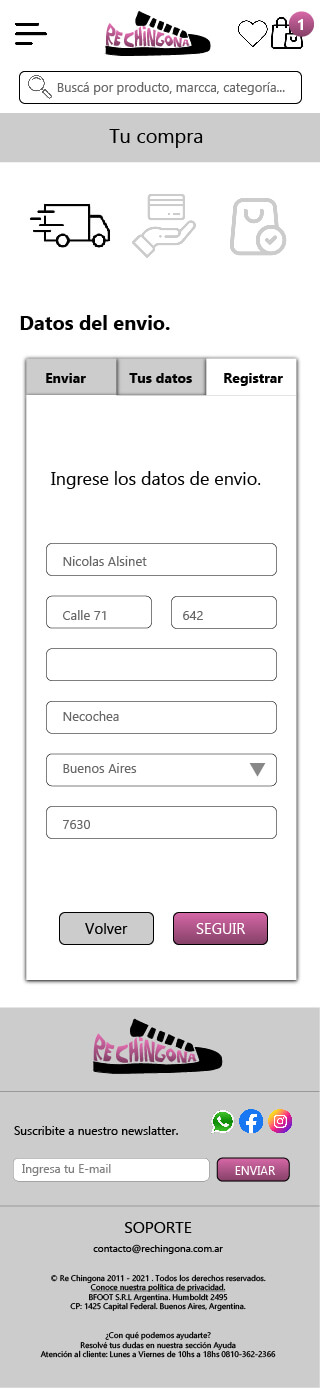 RE CHINGONA
1
Buscá por producto, marcca, categoría...
Tu compra
Datos del envio.
Enviar Tus datos Registrar
Ingrese los datos de envio.
Nicolas Alsinet
Calle 71 642
Necochea
Buenos Aires
7630
Volver SEGUIR
RE CHINGONA
Suscribite a nuestro newslatter.
Ingresa tu E-mail ENVIAR
SOPORTE
contacto@rechingona.com.ar
© Re Chingona 2011 - 2021 . Todos los derechos reservados.
Conoce nuestra política de privacidad.
BFOOT S.R.L Argentina. Humboldt 2495
CP: 1425 Capital Federal. Buenos Aires, Argentina.
¿Con qué podemos ayudarte?
Resolvé tus dudas en nuestra sección Ayuda
Atención al cliente: Lunes a Viernes de 10hs a 18hs 0810-362-2366